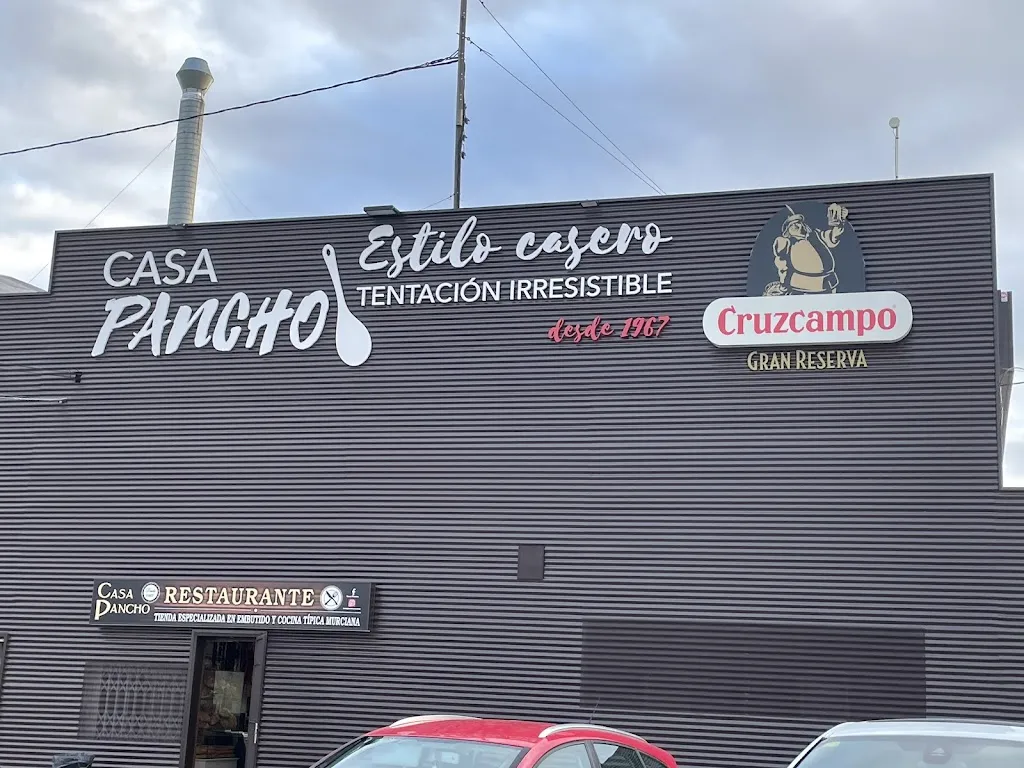 CASA
PANCHO
Estilo casero
TENTACIÓN IRRESISTIBLE
desde 1967
Cruzcampo
GRAN RESERVA
CASA
PANCHO
RESTAURANTE
TIENDA ESPECIALIZADA EN EMBUTIDO Y COCINA TÍPICA MURCIANA